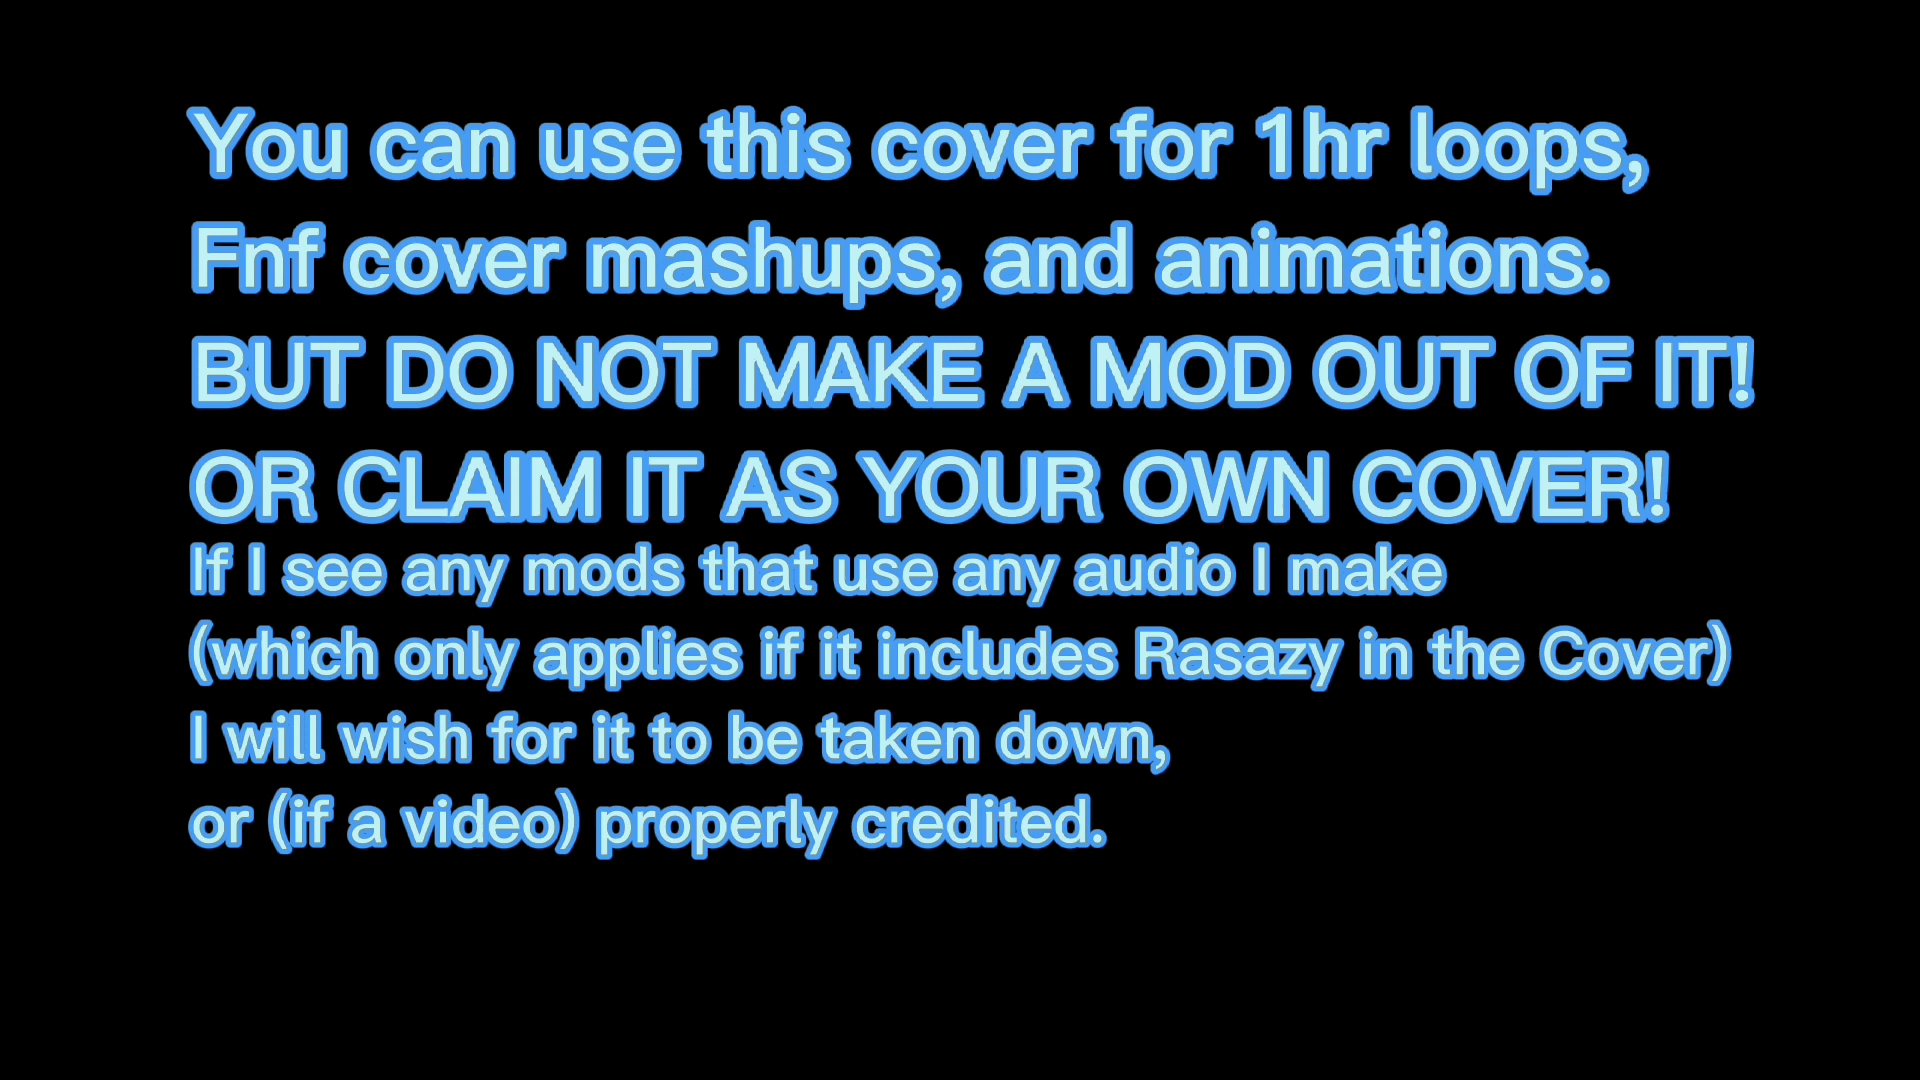 You can use this cover for 1hr loops,
Fnf cover mashups, and animations.
BUT DO NOT MAKE A MOD OUT OF IT!
OR CLAIM IT AS YOUR OWN COVER!
If I see any mods that use any audio I make
(which only applies if it includes Rasazy in the Cover)
I will wish for it to be taken down,
or (if a video) properly credited.